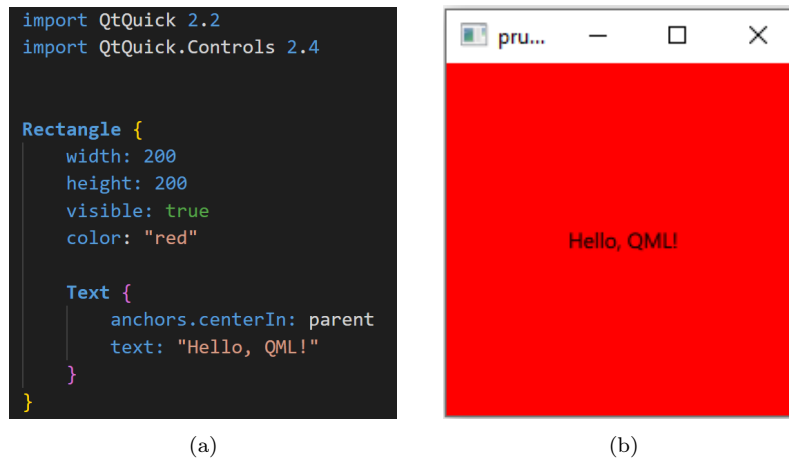 import QtQuick 2.2
import QtQuick.Controls 2.4
Rectangle {
    width: 200
    height: 200
    visible: true
    color: "red"
    Text {
        anchors.centerIn: parent
        text: "Hello, QML!"
    }
}
(a)
pru...
Hello, QML!
(b)